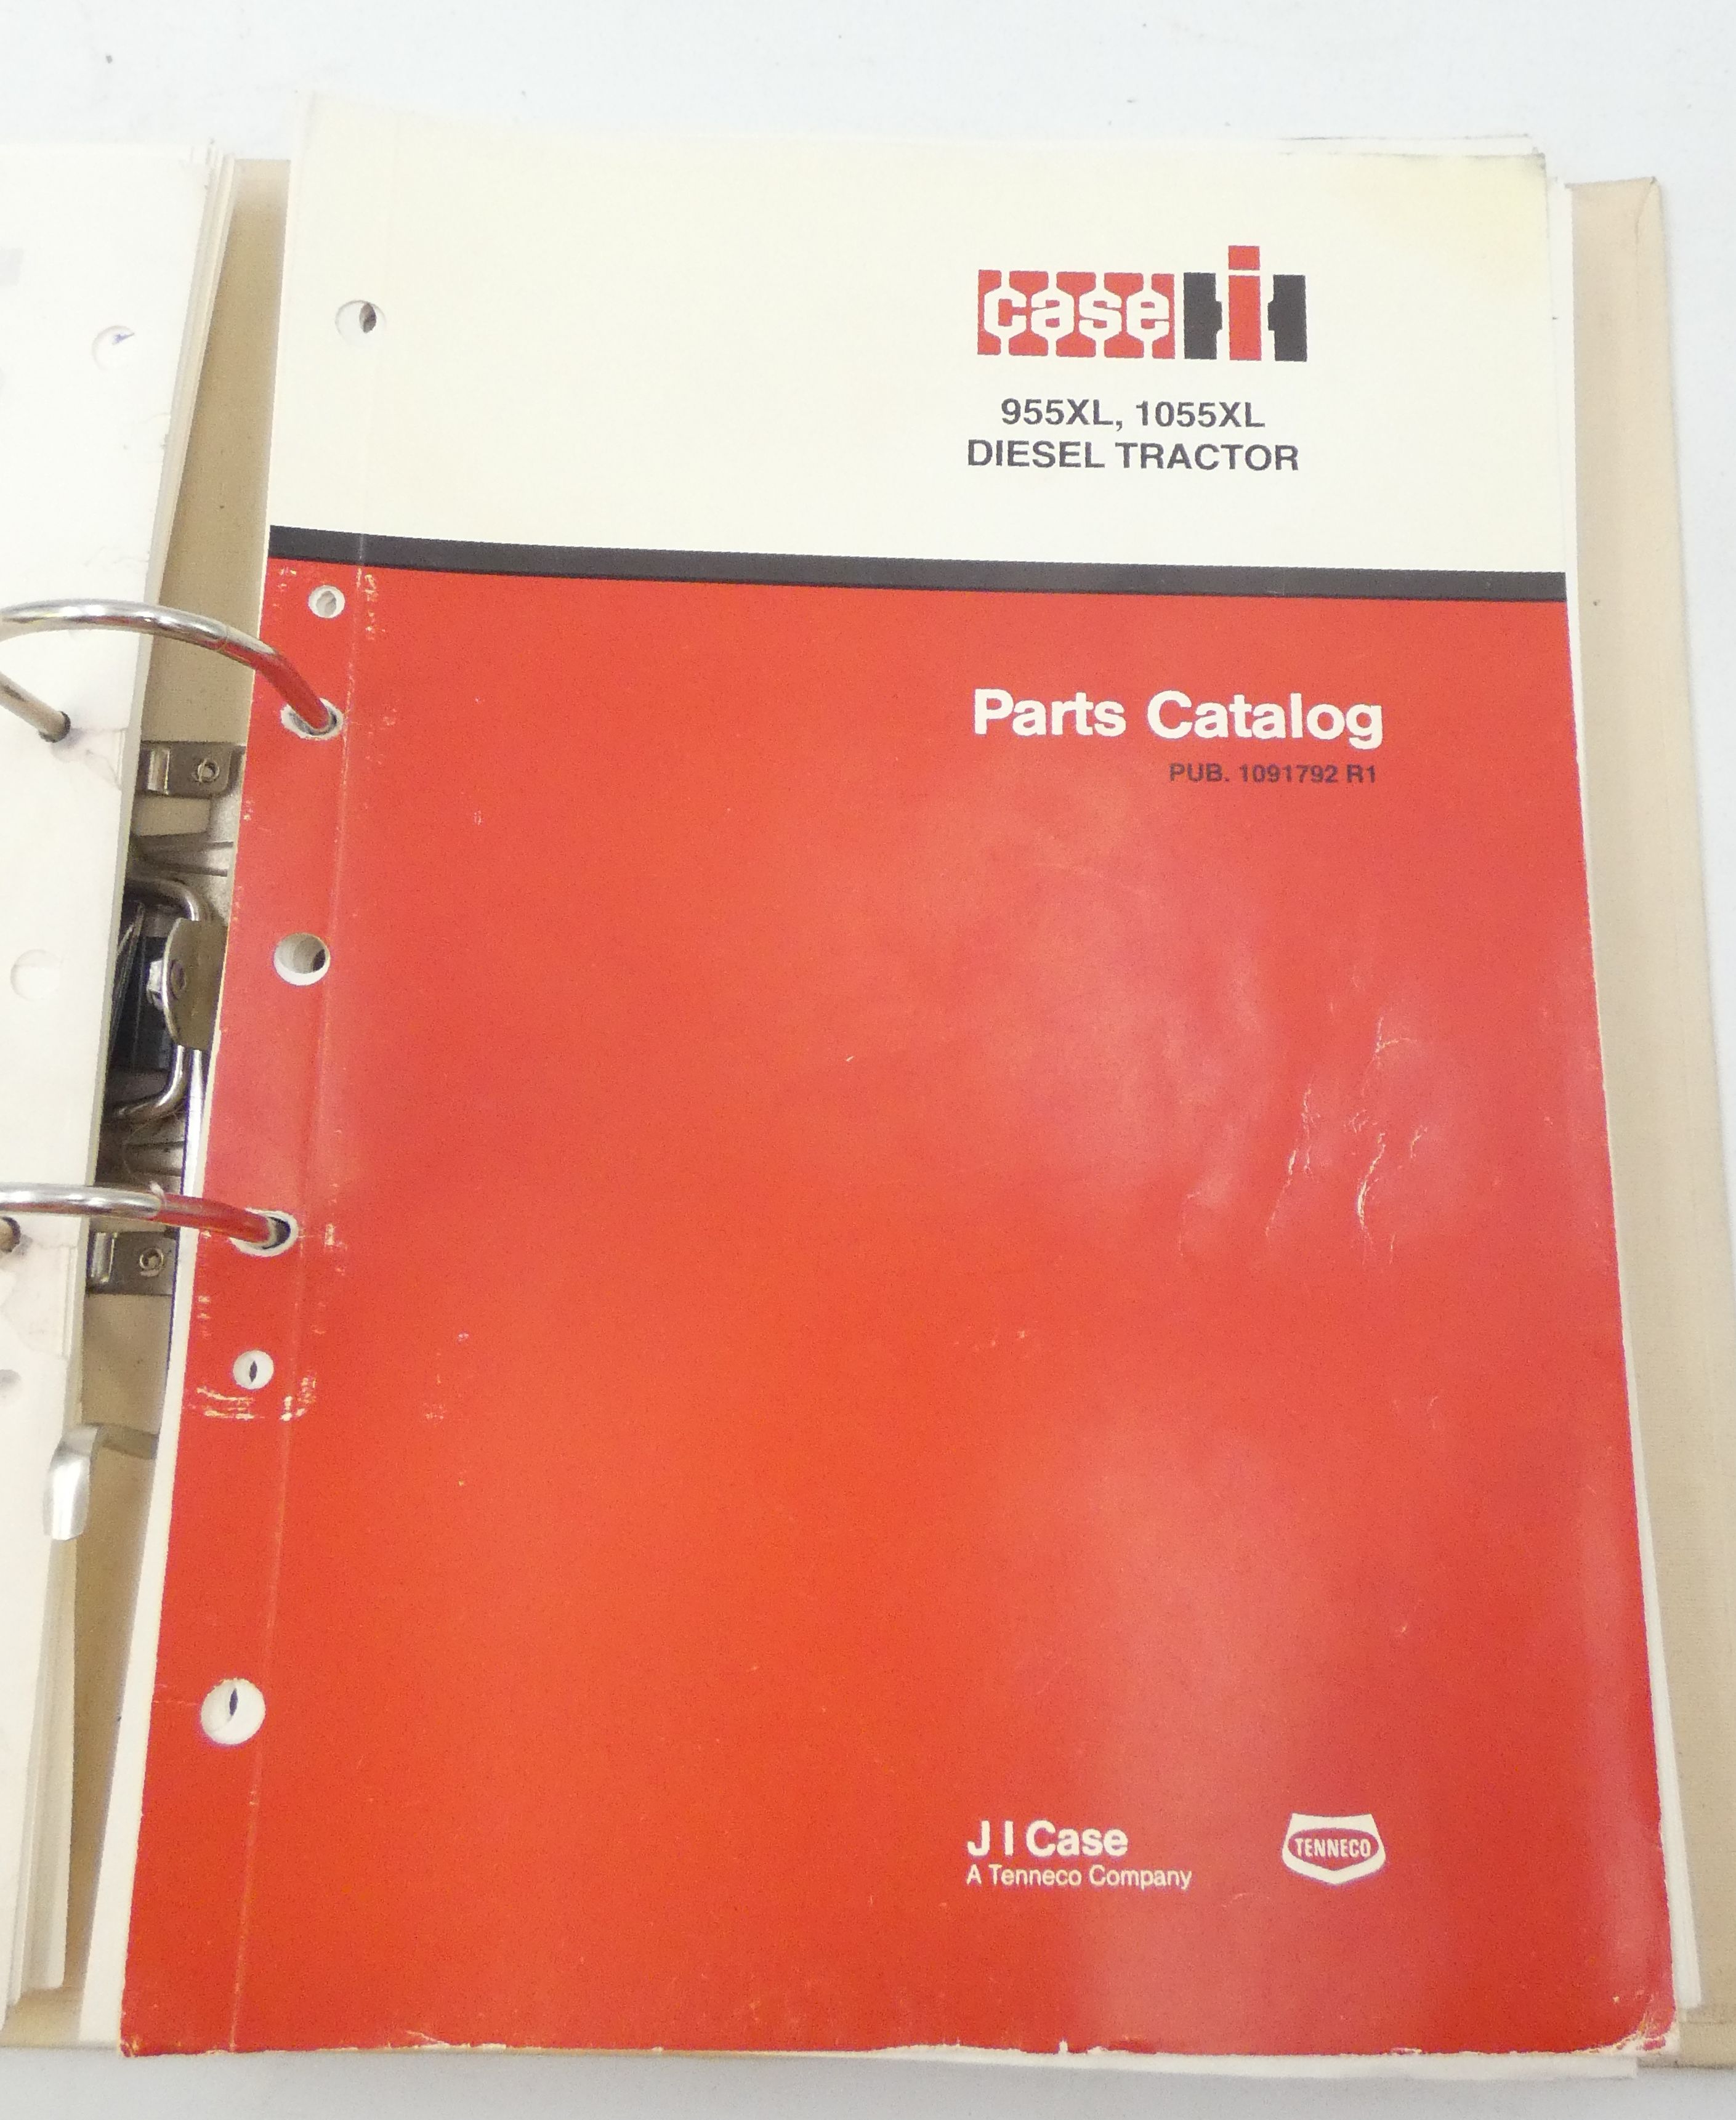 case IH
955XL, 1055XL
DIESEL TRACTOR
Parts Catalog
PUB. 1091792 R1
J I Case
A Tenneco Company
TENNECO